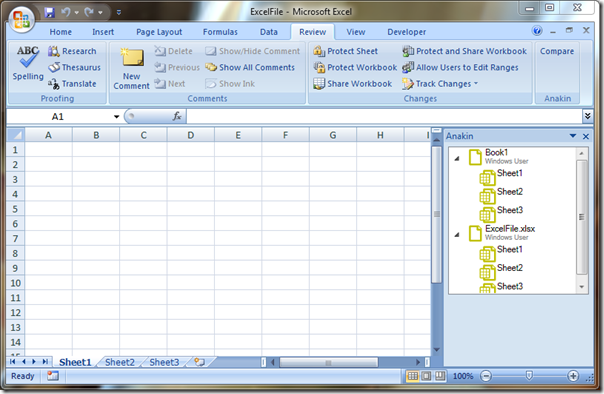 ExcelFile - Microsoft Excel
Home Insert Page Layout Formulas Data Review View Developer
ABC Spelling Research Thesaurus Translate
Proofing
New Comment Delete Previous Next Show/Hide Comment Show All Comments Show Ink
Comments
Protect Sheet Protect Workbook Share Workbook Protect and Share Workbook Allow Users to Edit Ranges Track Changes
Changes
Compare
Anakin
A1 fx
A B C D E F G H I
Anakin
1
2
3
4
5
6
7
8
9
10
11
12
13
14
15
Book1
Windows User
Sheet1
Sheet2
Sheet3
ExcelFile.xlsx
Windows User
Sheet1
Sheet2
Sheet3
Sheet1 Sheet2 Sheet3
Ready 100%